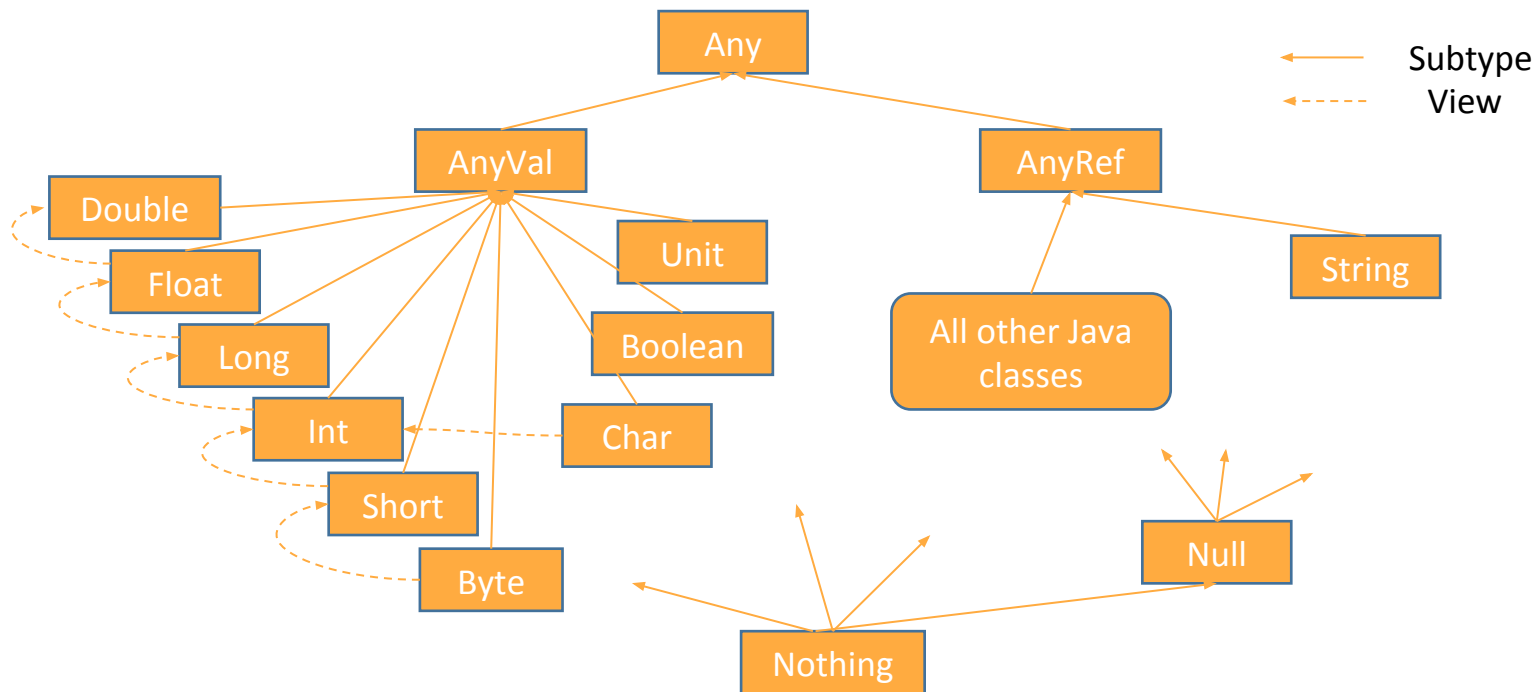 Any
Subtype
View
AnyVal
AnyRef
Double
Unit
Float
String
Long
Boolean
All other Java
classes
Int
Char
Short
Null
Byte
Nothing